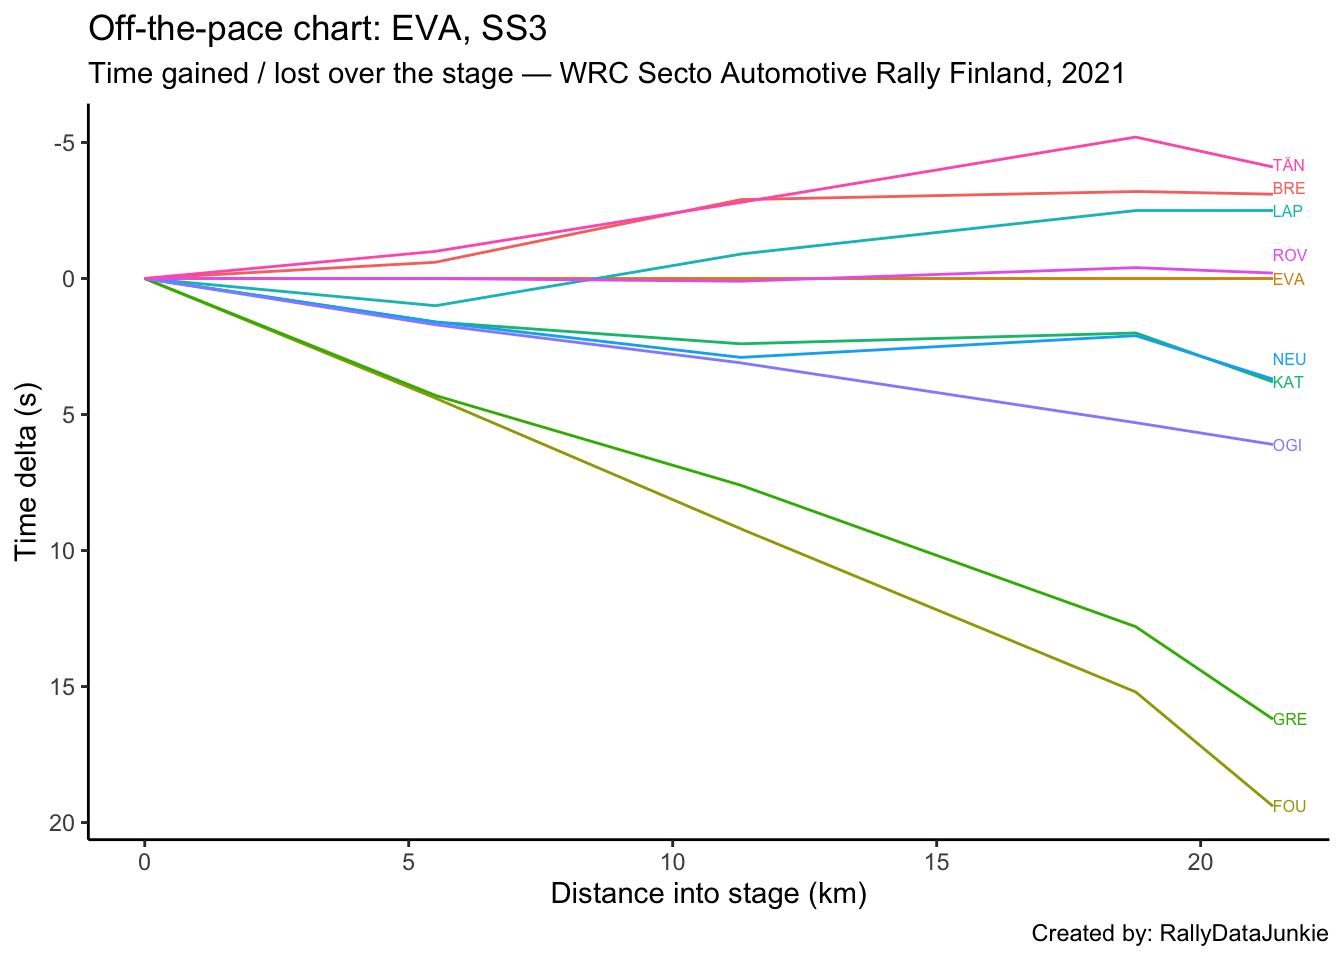 Off-the-pace chart: EVA, SS3
Time gained / lost over the stage — WRC Secto Automotive Rally Finland, 2021
Time delta (s)
-5
0
5
10
15
20
TÄN
BRE
LAP
ROV
EVA
NEU
KAT
OGI
GRE
FOU
0 5 10 15 20
Distance into stage (km)
Created by: RallyDataJunkie